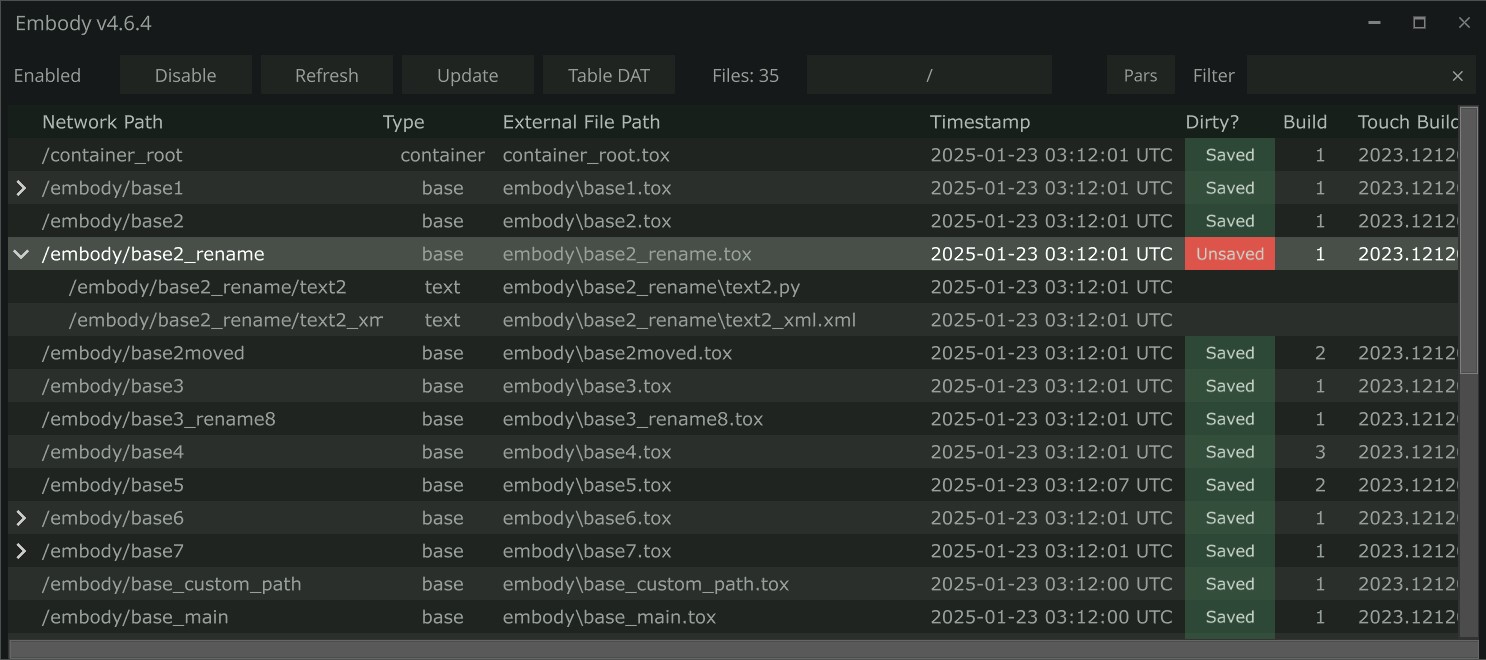 Embody v4.6.4
Enabled Disable Refresh Update Table DAT Files: 35 / Pars Filter ×
Network Path Type External File Path Timestamp Dirty? Build Touch Build
/container_root container container_root.tox 2025-01-23 03:12:01 UTC Saved 1 2023.1212
/embody/base1 base embody\base1.tox 2025-01-23 03:12:01 UTC Saved 1 2023.1212
/embody/base2 base embody\base2.tox 2025-01-23 03:12:01 UTC Saved 1 2023.1212
/embody/base2_rename base embody\base2_rename.tox 2025-01-23 03:12:01 UTC Unsaved 1 2023.1212
/embody/base2_rename/text2 text embody\base2_rename\text2.py 2025-01-23 03:12:01 UTC
/embody/base2_rename/text2_xm text embody\base2_rename\text2_xml.xml 2025-01-23 03:12:01 UTC
/embody/base2moved base embody\base2moved.tox 2025-01-23 03:12:01 UTC Saved 2 2023.1212
/embody/base3 base embody\base3.tox 2025-01-23 03:12:01 UTC Saved 1 2023.1212
/embody/base3_rename8 base embody\base3_rename8.tox 2025-01-23 03:12:01 UTC Saved 1 2023.1212
/embody/base4 base embody\base4.tox 2025-01-23 03:12:01 UTC Saved 3 2023.1212
/embody/base5 base embody\base5.tox 2025-01-23 03:12:07 UTC Saved 2 2023.1212
/embody/base6 base embody\base6.tox 2025-01-23 03:12:01 UTC Saved 1 2023.1212
/embody/base7 base embody\base7.tox 2025-01-23 03:12:01 UTC Saved 1 2023.1212
/embody/base_custom_path base embody\base_custom_path.tox 2025-01-23 03:12:00 UTC Saved 1 2023.1212
/embody/base_main base embody\base_main.tox 2025-01-23 03:12:00 UTC Saved 1 2023.1212